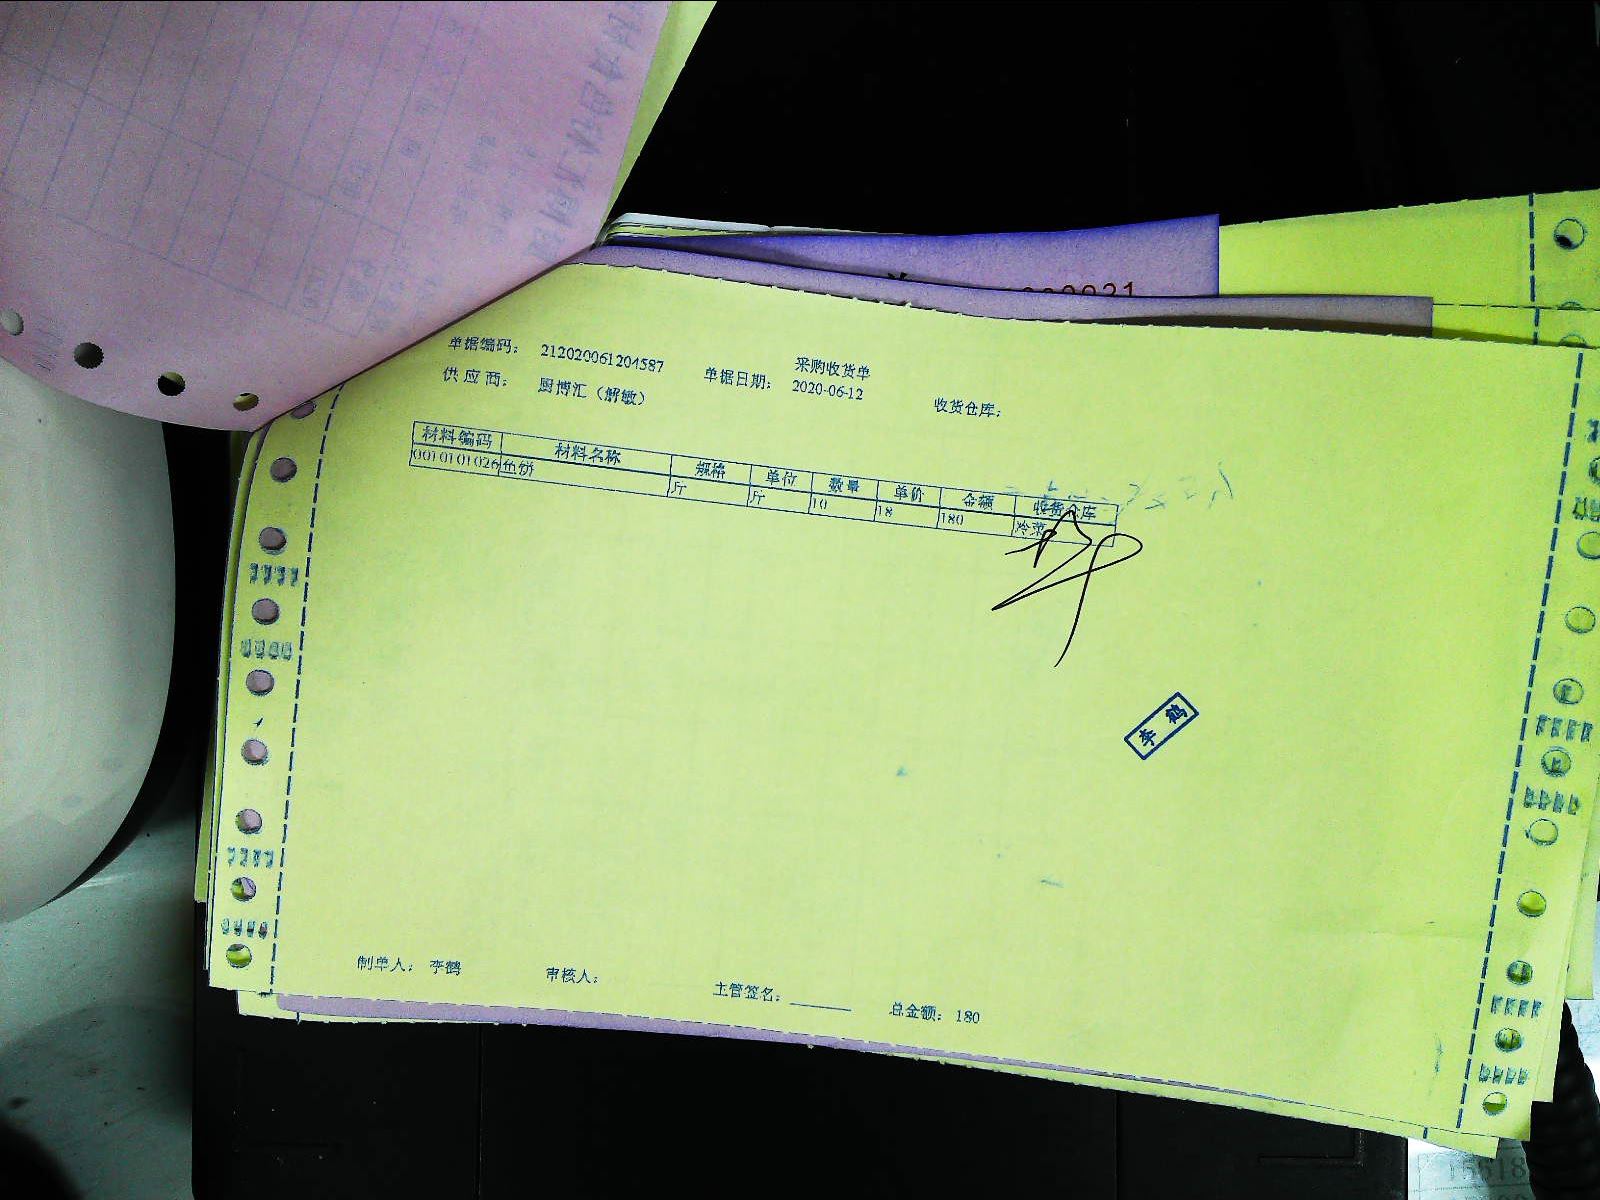 采购收货单
单据编码： 212020061204587 单据日期： 2020-06-12 收货仓库：
供 应 商： 厨博汇（解敏）
材料编码 材料名称 规格 单位 数量 单价 金额 收货仓库
0010101026 鱼饼 斤 斤 10 18 180 冷菜
李 鹤
制单人： 李鹤 审核人： 主管签名： 总金额： 180
15618